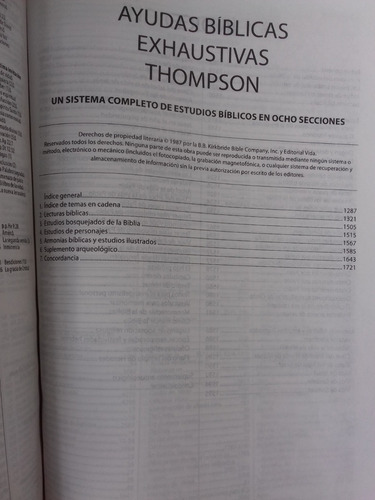 AYUDAS BÍBLICAS
EXHAUSTIVAS
THOMPSON
UN SISTEMA COMPLETO DE ESTUDIOS BÍBLICOS EN OCHO SECCIONES
Derechos de propiedad literaria © 1987 por la B.B. Kirkbride Bible Company, Inc. y Editorial Vida.
Reservados todos los derechos. Ninguna parte de esta obra puede ser reproducida o transmitida mediante ningún sistema o
método, electrónico o mecánico (incluidos el fotocopiado, la grabación magnetofónica, o cualquier sistema de recuperación y
almacenamiento de información) sin la previa autorización por escrito de los editores.
Índice general
1 Índice de temas en cadena 1287
2 Lecturas bíblicas 1321
3 Estudios bosquejados de la Biblia 1505
4 Estudios de personajes 1515
5 Armonías bíblicas y estudios ilustrados 1567
6 Suplemento arqueológico 1585
7 Concordancia 1643
1721